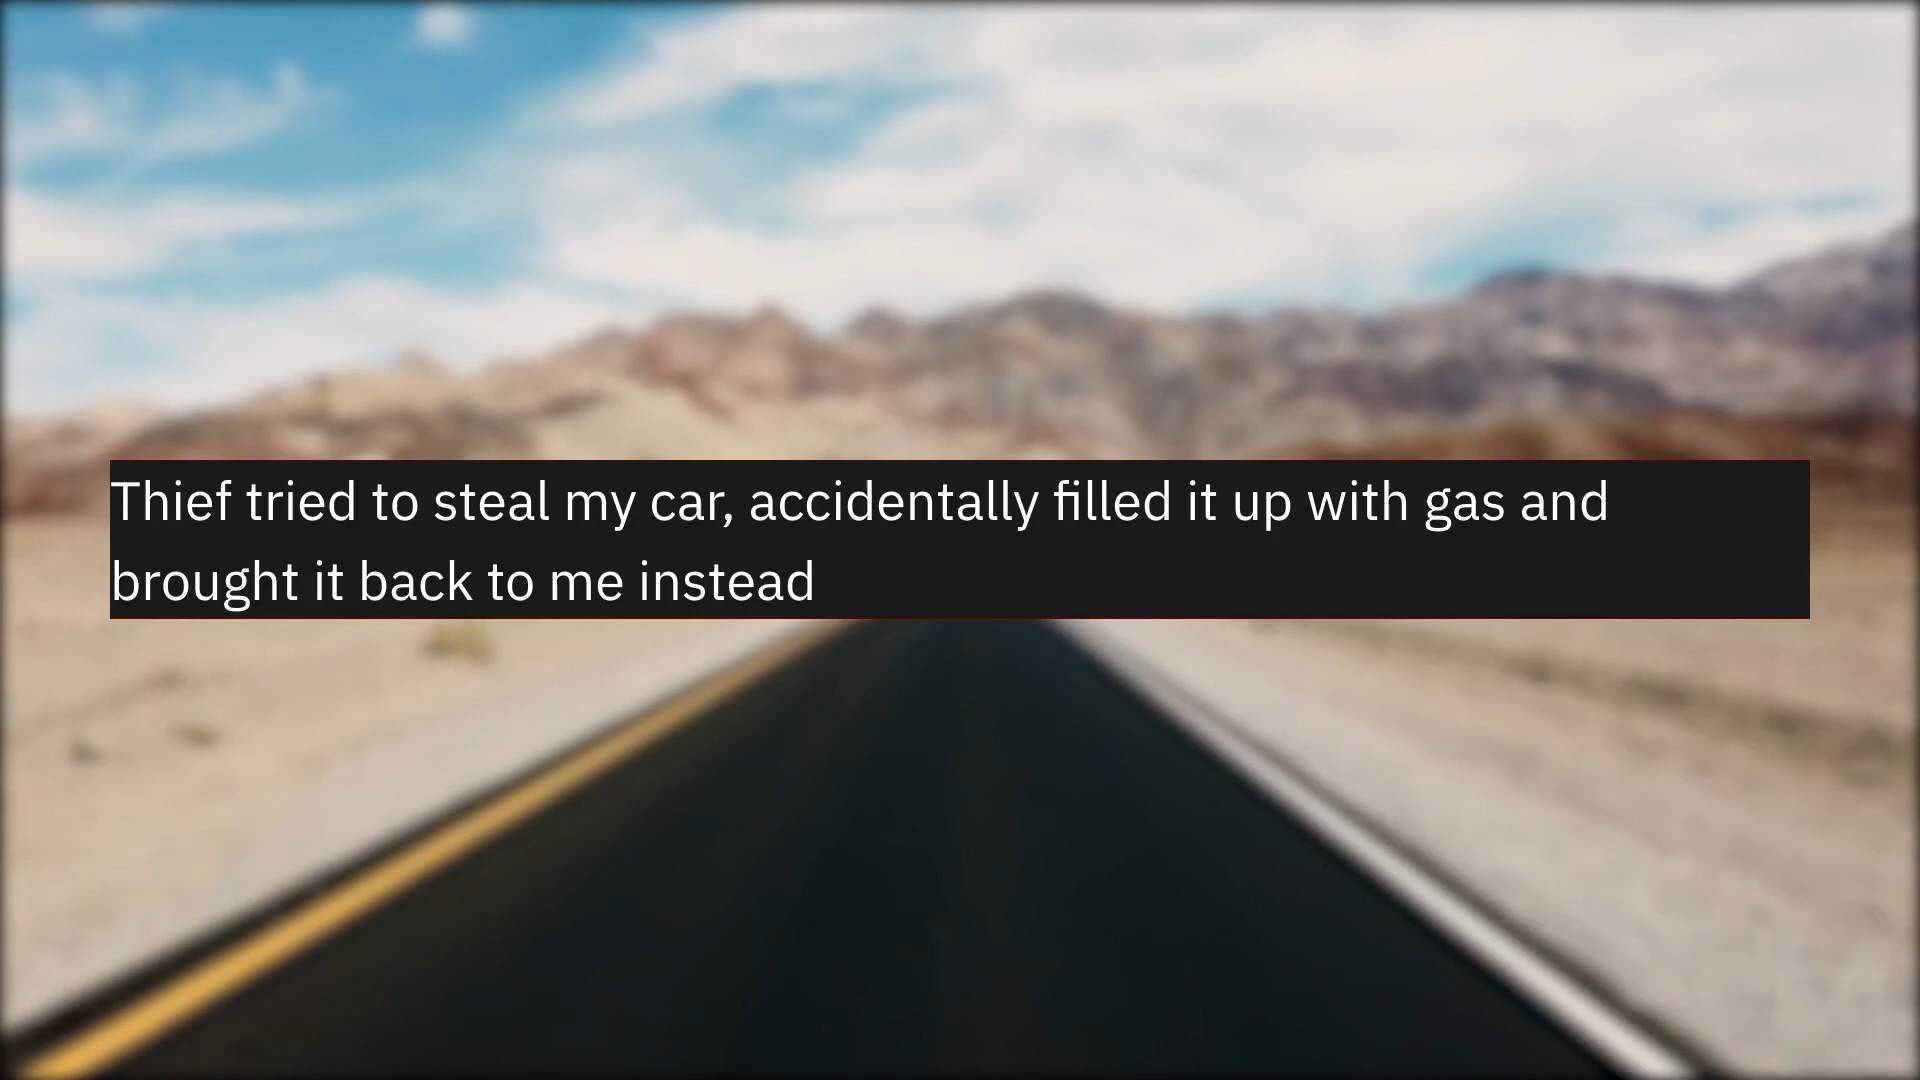 Thief tried to steal my car, accidentally filled it up with gas and
brought it back to me instead